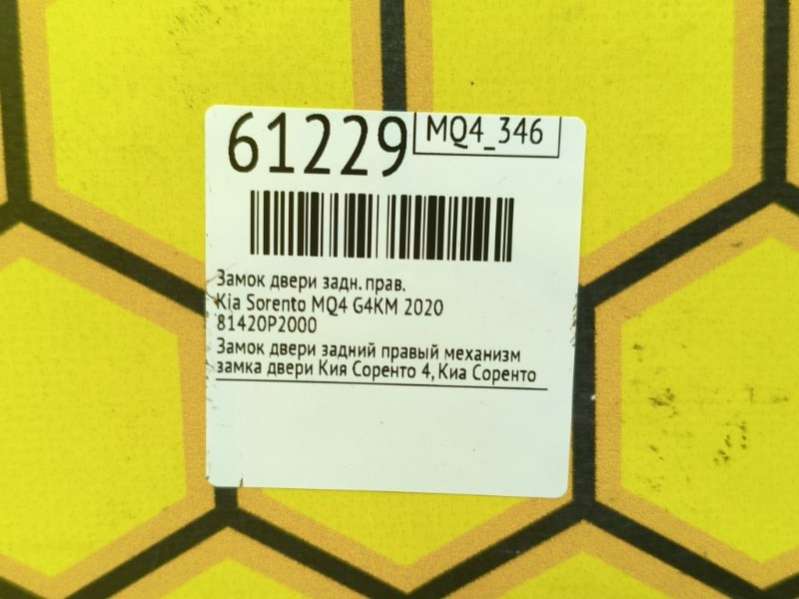 61229
MQ4_346
Замок двери задн. прав.
Kia Sorento MQ4 G4KM 2020
81420P2000
Замок двери задний правый механизм
замка двери Кия Соренто 4, Киа Соренто